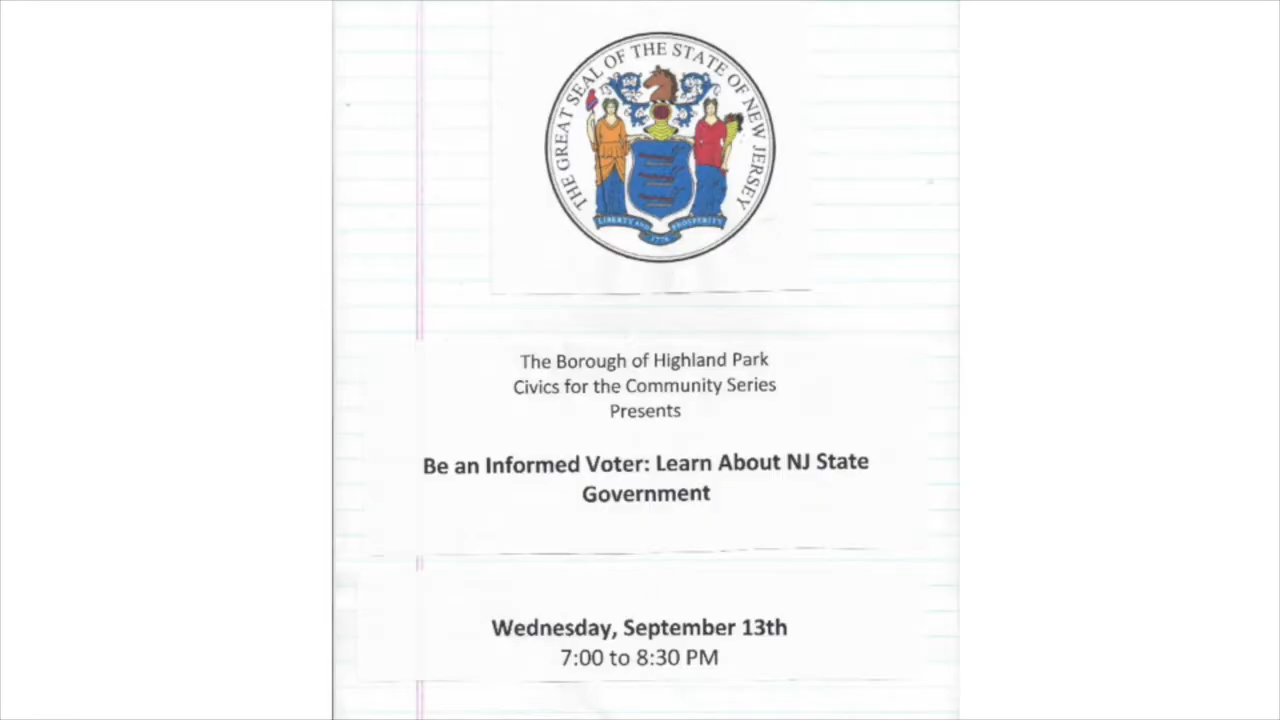 THE GREAT SEAL OF THE STATE OF NEW JERSEY
LIBERTY AND PROSPERITY
1776
The Borough of Highland Park
Civics for the Community Series
Presents
Be an Informed Voter: Learn About NJ State
Government
Wednesday, September 13th
7:00 to 8:30 PM